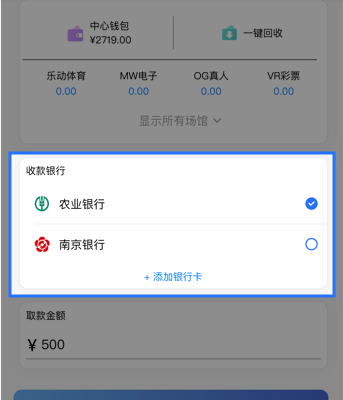 中心钱包
¥2719.00
一键回收
乐动体育 MW电子 OG真人 VR彩票
0.00 0.00 0.00 0.00
显示所有场馆
收款银行
农业银行
南京银行
+ 添加银行卡
取款金额
¥ 500